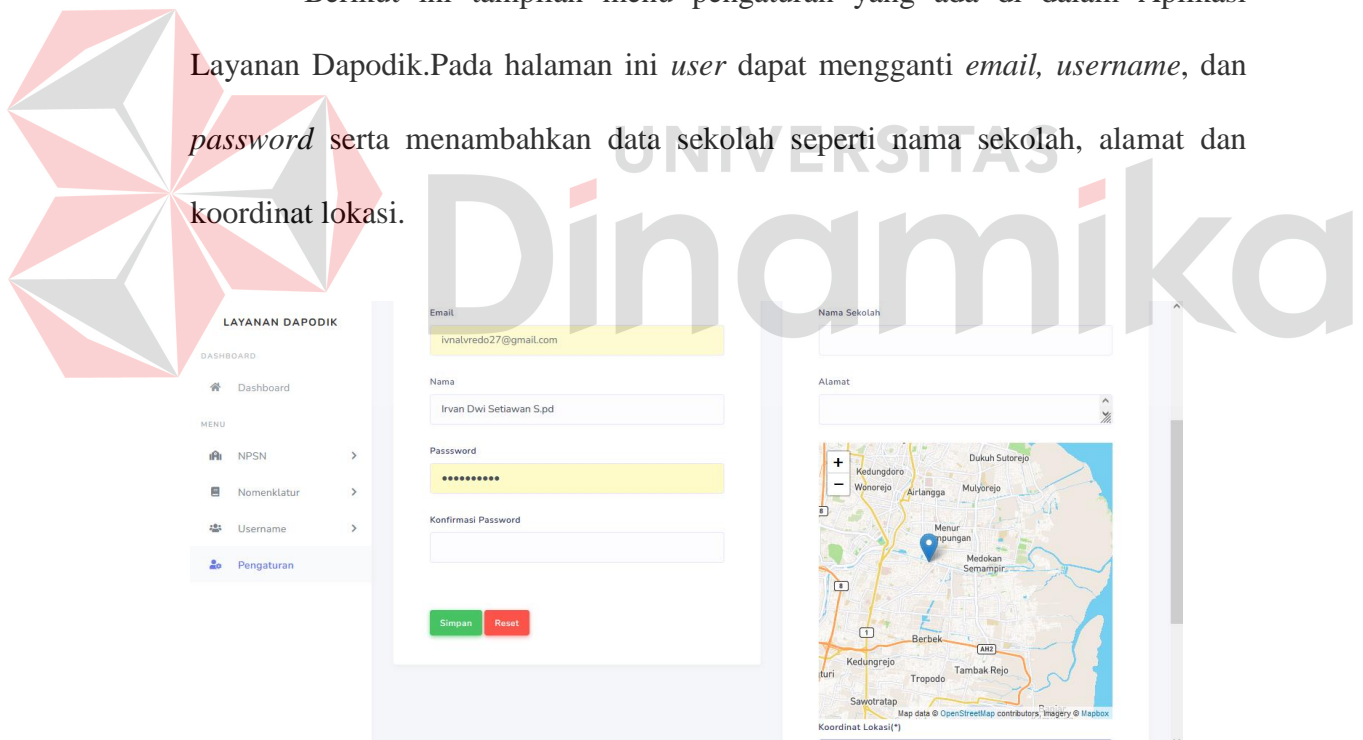 Berikut ini tampilan menu pengaturan yang ada di dalam Aplikasi
Layanan Dapodik.Pada halaman ini user dapat mengganti email, username, dan
password serta menambahkan data sekolah seperti nama sekolah, alamat dan
koordinat lokasi.
UNIVERSITAS
Dinamika
LAYANAN DAPODIK
DASHBOARD
Dashboard
MENU
NPSN
Nomenklatur
Username
Pengaturan
Email
ivnalvredo27@gmail.com
Nama
Irvan Dwi Setiawan S.pd
Passsword
Konfirmasi Password
Simpan Reset
Nama Sekolah
Alamat
+
−
Dukuh Sutorejo
Kedungdoro
Wonorejo
Airlangga
Mulyorejo
8
Menur
Medokan
Semampir
8
1
Berbek
AH2
Kedungrejo
Tambak Rejo
Tropodo
Sawotratap
Map data © OpenStreetMap contributors, Imagery © Mapbox
Koordinat Lokasi(*)